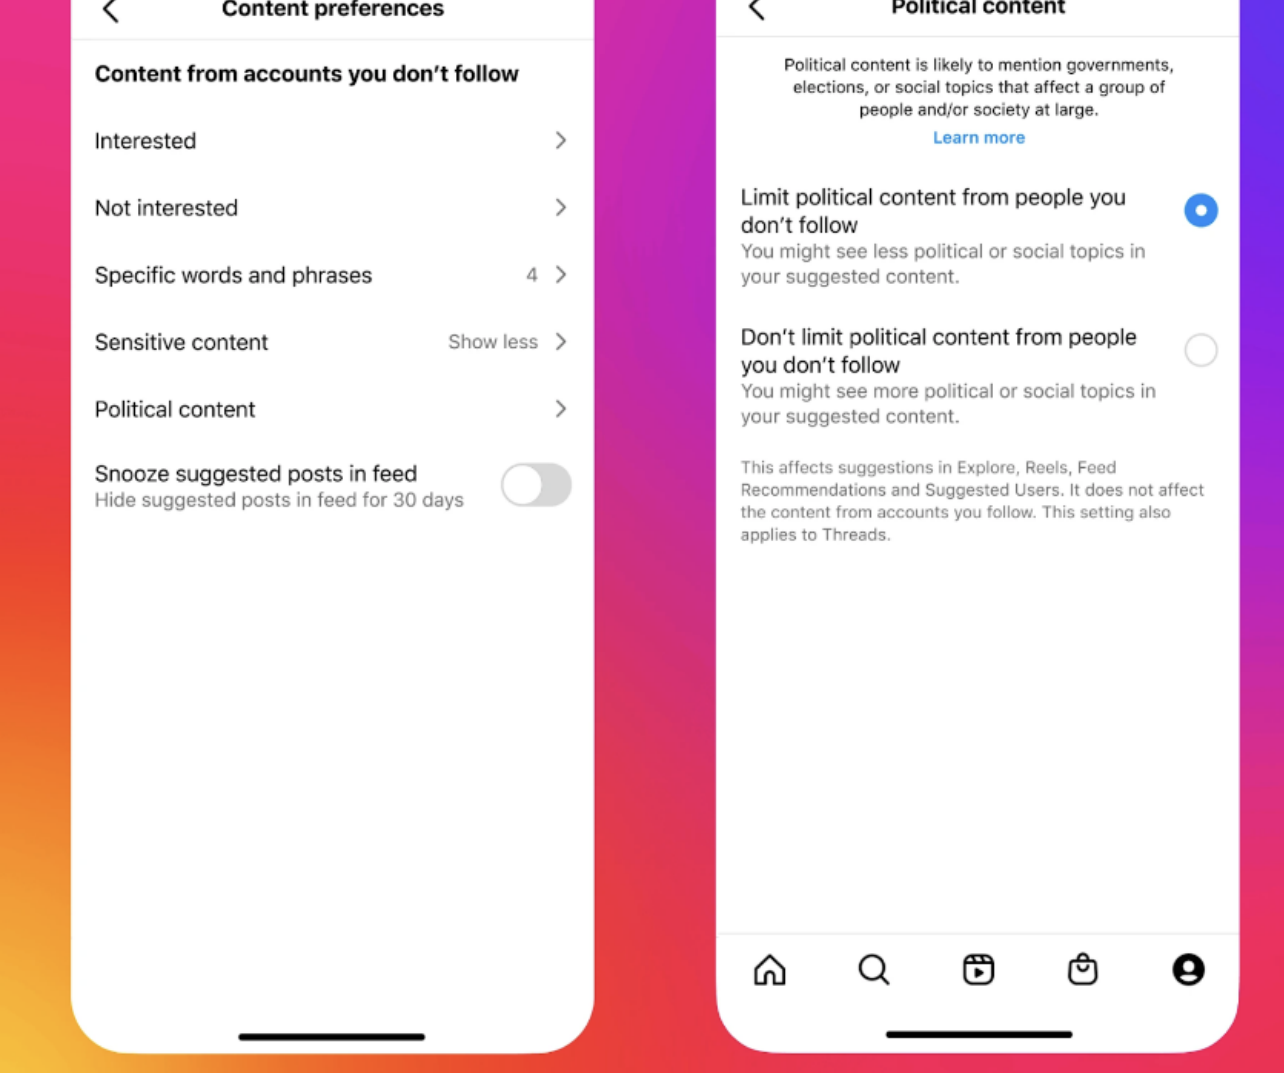 Content preferences
Content from accounts you don’t follow
Interested
Not interested
Specific words and phrases 4
Sensitive content Show less
Political content
Snooze suggested posts in feed
Hide suggested posts in feed for 30 days
Political content
Political content is likely to mention governments,
elections, or social topics that affect a group of
people and/or society at large.
Learn more
Limit political content from people you
don’t follow
You might see less political or social topics in
your suggested content.
Don’t limit political content from people
you don’t follow
You might see more political or social topics in
your suggested content.
This affects suggestions in Explore, Reels, Feed
Recommendations and Suggested Users. It does not affect
the content from accounts you follow. This setting also
applies to Threads.